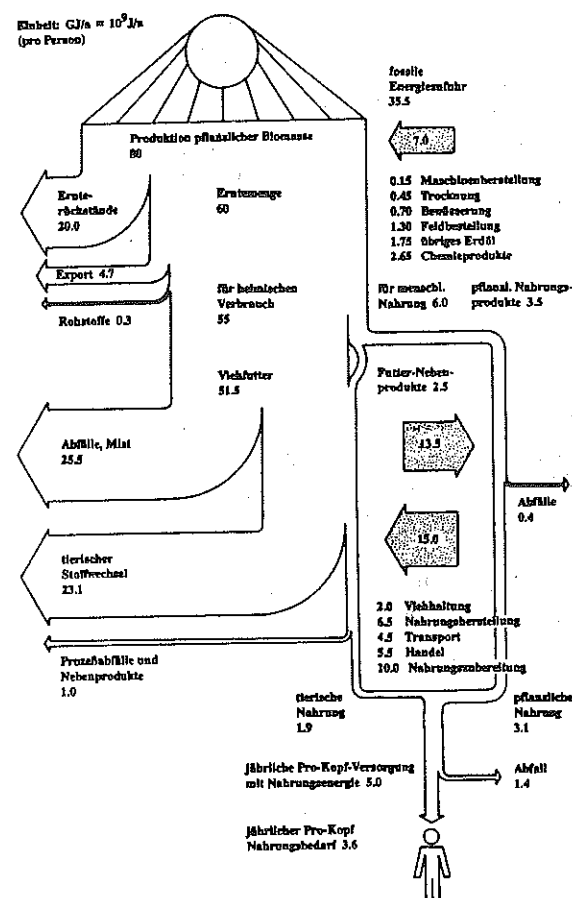 Einheit: GJ/a = 10⁹J/a
(pro Person)
fossile
Energiezufuhr
35.5
Produktion pflanzlicher Biomasse
80
7.0
Ernte-
rückstände
20.0
Erntemenge
60
0.15 Maschinenherstellung
0.45 Trocknung
0.70 Bewässerung
1.30 Feldbestellung
1.75 übriges Erdöl
2.65 Chemieprodukte
Export 4.7
Rohstoffe 0.3
für heimischen
Verbrauch
55
für menschl.
Nahrung 6.0
pflanzl. Nahrungs-
produkte 3.5
Viehfutter
51.5
Futter-Neben-
produkte 2.5
Abfälle, Mist
25.5
13.5
Abfälle
0.4
15.0
tierischer
Stoffwechsel
23.1
2.0 Viehhaltung
6.5 Nahrungsherstellung
4.5 Transport
5.5 Handel
10.0 Nahrungszubereitung
Prozeßabfälle und
Nebenprodukte
1.0
tierische
Nahrung
1.9
pflanzliche
Nahrung
3.1
jährliche Pro-Kopf-Versorgung
mit Nahrungsenergie 5.0
Abfall
1.4
jährlicher Pro-Kopf
Nahrungsbedarf 3.6